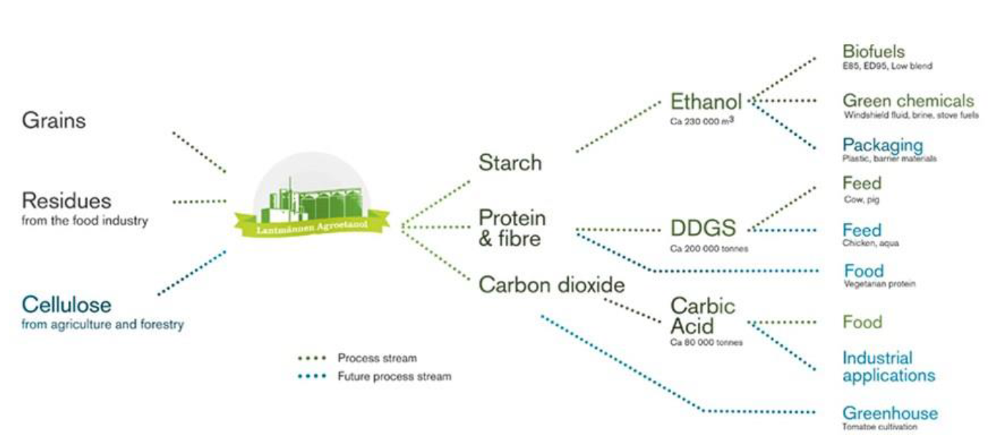 Grains
Residues
from the food industry
Cellulose
from agriculture and forestry
Lantmännen Agroetanol
Starch
Protein
& fibre
Carbon dioxide
Ethanol
Ca 230 000 m³
DDGS
Ca 200 000 tonnes
Carbic
Acid
Ca 80 000 tonnes
Biofuels
E85, ED95, Low blend
Green chemicals
Windshield fluid, brine, stove fuels
Packaging
Plastic, barrier materials
Feed
Cow, pig
Feed
Chicken, aqua
Food
Vegetarian protein
Food
Industrial
applications
Greenhouse
Tomatoe cultivation
Process stream
Future process stream